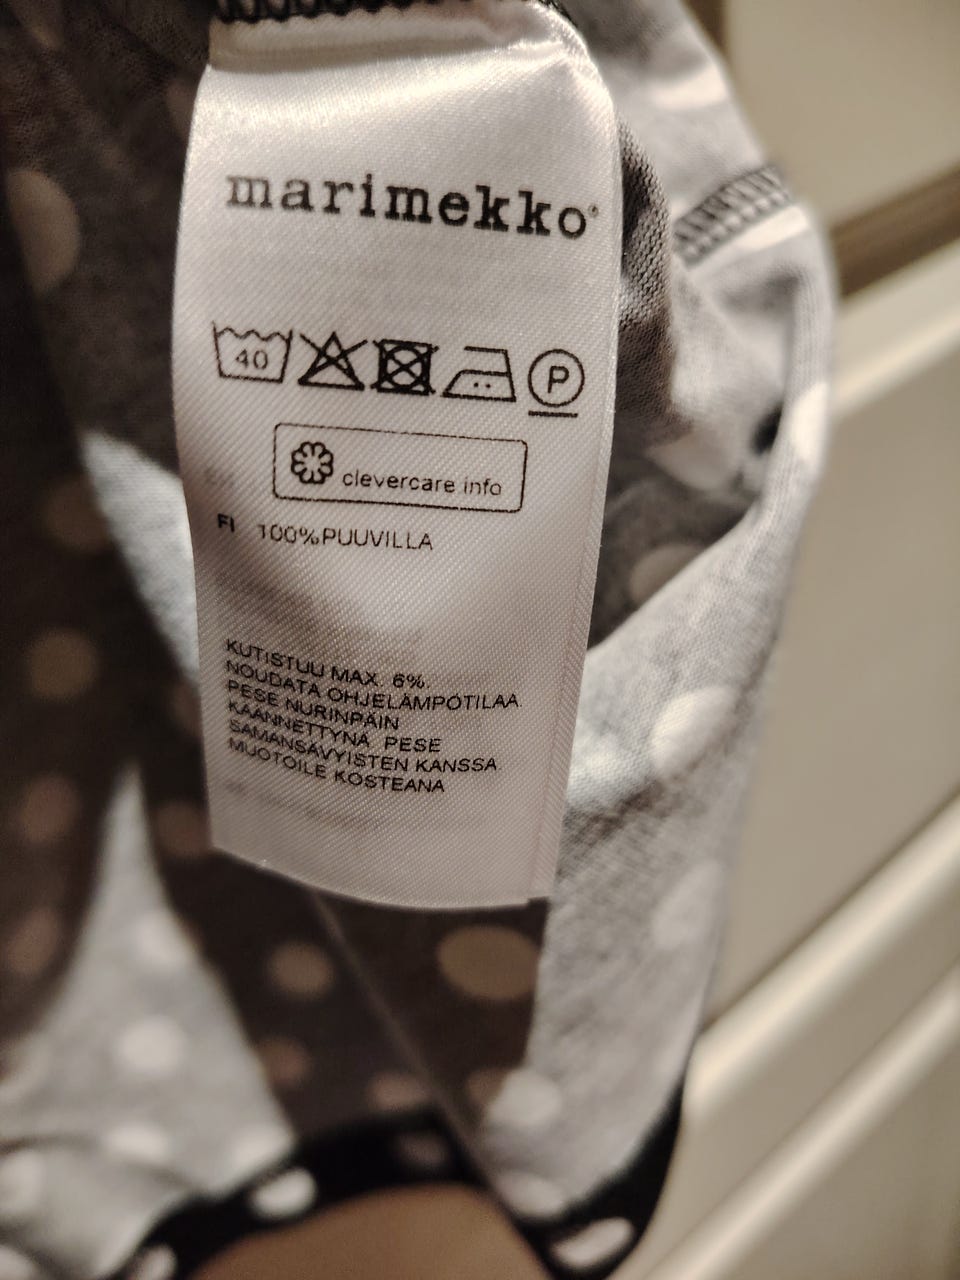 marimekko®
40
P
clevercare info
FI 100%PUUVILLA
KUTISTUU MAX. 6%.
NOUDATA OHJELÄMPÖTILAA.
PESE NURINPÄIN
KÄÄNNETTYNÄ. PESE
SAMANSÄVYISTEN KANSSA.
MUOTOILE KOSTEANA